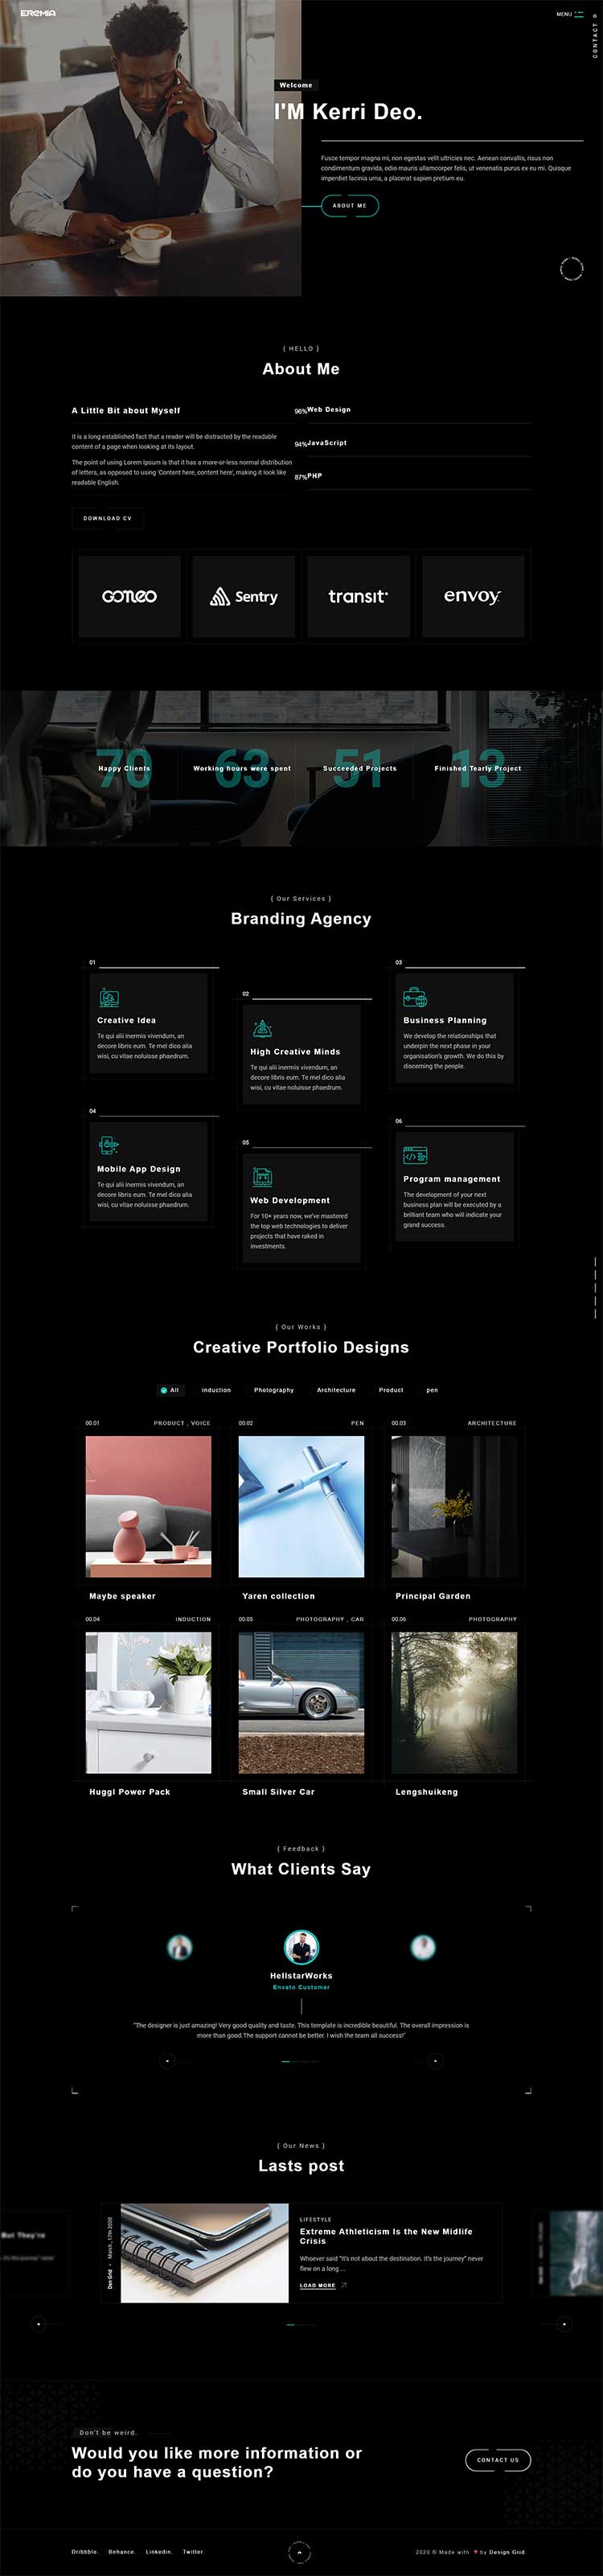 EREMIA
MENU
CONTACT
Welcome
I'M Kerri Deo.
Fusce tempor magna mi, non egestas velit ultricies nec. Aenean convallis, risus non
condimentum gravida, odio mauris ullamcorper felis, ut venenatis purus ex eu mi. Quisque
imperdiet lacinia urna, a placerat sapien pretium eu.
ABOUT ME
{ HELLO }
About Me
A Little Bit about Myself
It is a long established fact that a reader will be distracted by the readable
content of a page when looking at its layout.
The point of using Lorem Ipsum is that it has a more-or-less normal distribution
of letters, as opposed to using 'Content here, content here', making it look like
readable English.
DOWNLOAD CV
96% Web Design
94% JavaScript
87% PHP
Sentry
transit
envoy
70 63 51 13
Happy Clients Working hours were spent Succeeded Projects Finished Tearly Project
{ Our Services }
Branding Agency
01
Creative Idea
Te qui alii inermis vivendum, an
decore libris eum. Te mel dico alia
wisi, cu vitae noluisse phaedrum.
02
High Creative Minds
Te qui alii inermis vivendum, an
decore libris eum. Te mel dico alia
wisi, cu vitae noluisse phaedrum.
03
Business Planning
We develop the relationships that
underpin the next phase in your
organisation's growth. We do this by
discerning the people.
04
Mobile App Design
Te qui alii inermis vivendum, an
decore libris eum. Te mel dico alia
wisi, cu vitae noluisse phaedrum.
05
Web Development
For 10+ years now, we've mastered
the top web technologies to deliver
projects that have raked in
investments.
06
Program management
The development of your next
business plan will be executed by a
brilliant team who will indicate your
grand success.
{ Our Works }
Creative Portfolio Designs
All induction Photography Architecture Product pen
00.01 PRODUCT , VOICE
Maybe speaker
00.02 PEN
Yaren collection
00.03 ARCHITECTURE
Principal Garden
00.04 INDUCTION
Huggl Power Pack
00.05 PHOTOGRAPHY , CAR
Small Silver Car
00.06 PHOTOGRAPHY
Lengshuikeng
{ Feedback }
What Clients Say
HellstarWorks
Envato Customer
"The designer is just amazing! Very good quality and taste. This template is incredible beautiful. The overall impression is
more than good.The support cannot be better. I wish the team all success!"
{ Our News }
Lasts post
But They're
Don Grid • March, 17th 2020
LIFESTYLE
Extreme Athleticism Is the New Midlife
Crisis
Whoever said "It's not about the destination. It's the journey" never
flew on a long ...
LOAD MORE
Don't be weird.
Would you like more information or
do you have a question?
CONTACT US
Dribbble. Behance. Linkedin. Twitter.
2020 © Made with ♥ by Design Grid.